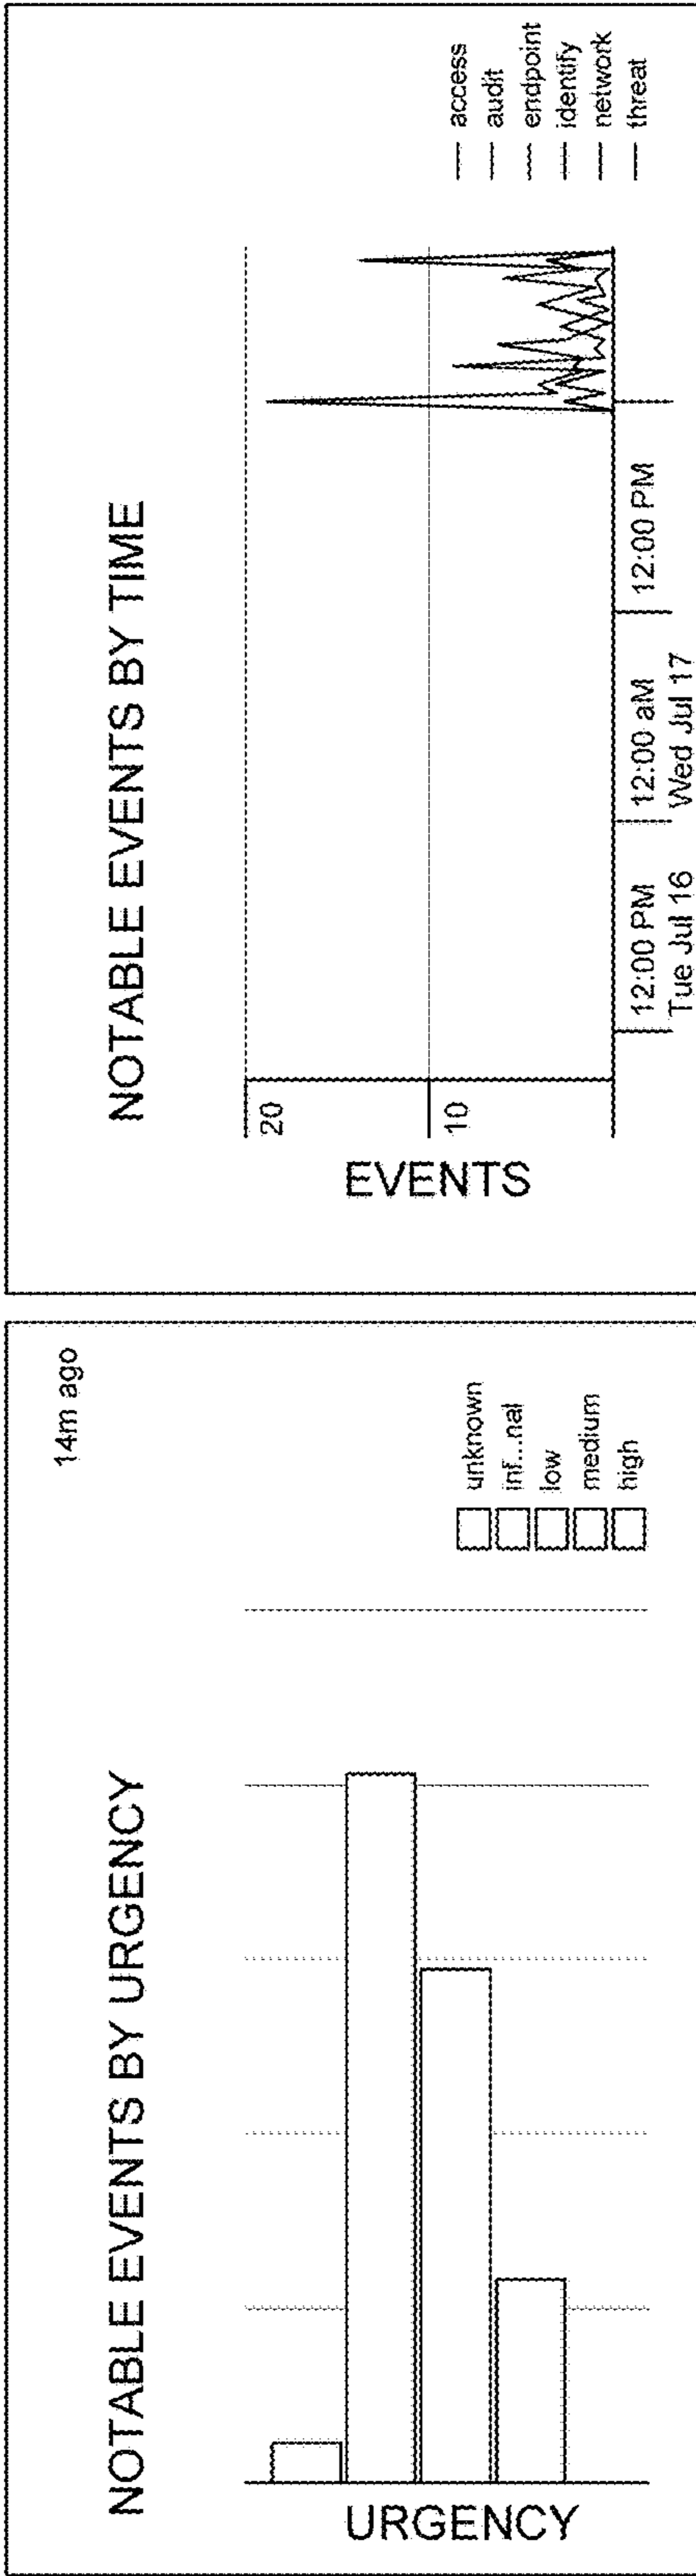 NOTABLE EVENTS BY URGENCY
14m ago
URGENCY
unknown
inf...nal
low
medium
high
NOTABLE EVENTS BY TIME
EVENTS
20
10
12:00 PM
Tue Jul 16
12:00 aM
Wed Jul 17
12:00 PM
access
audit
endpoint
identify
network
threat